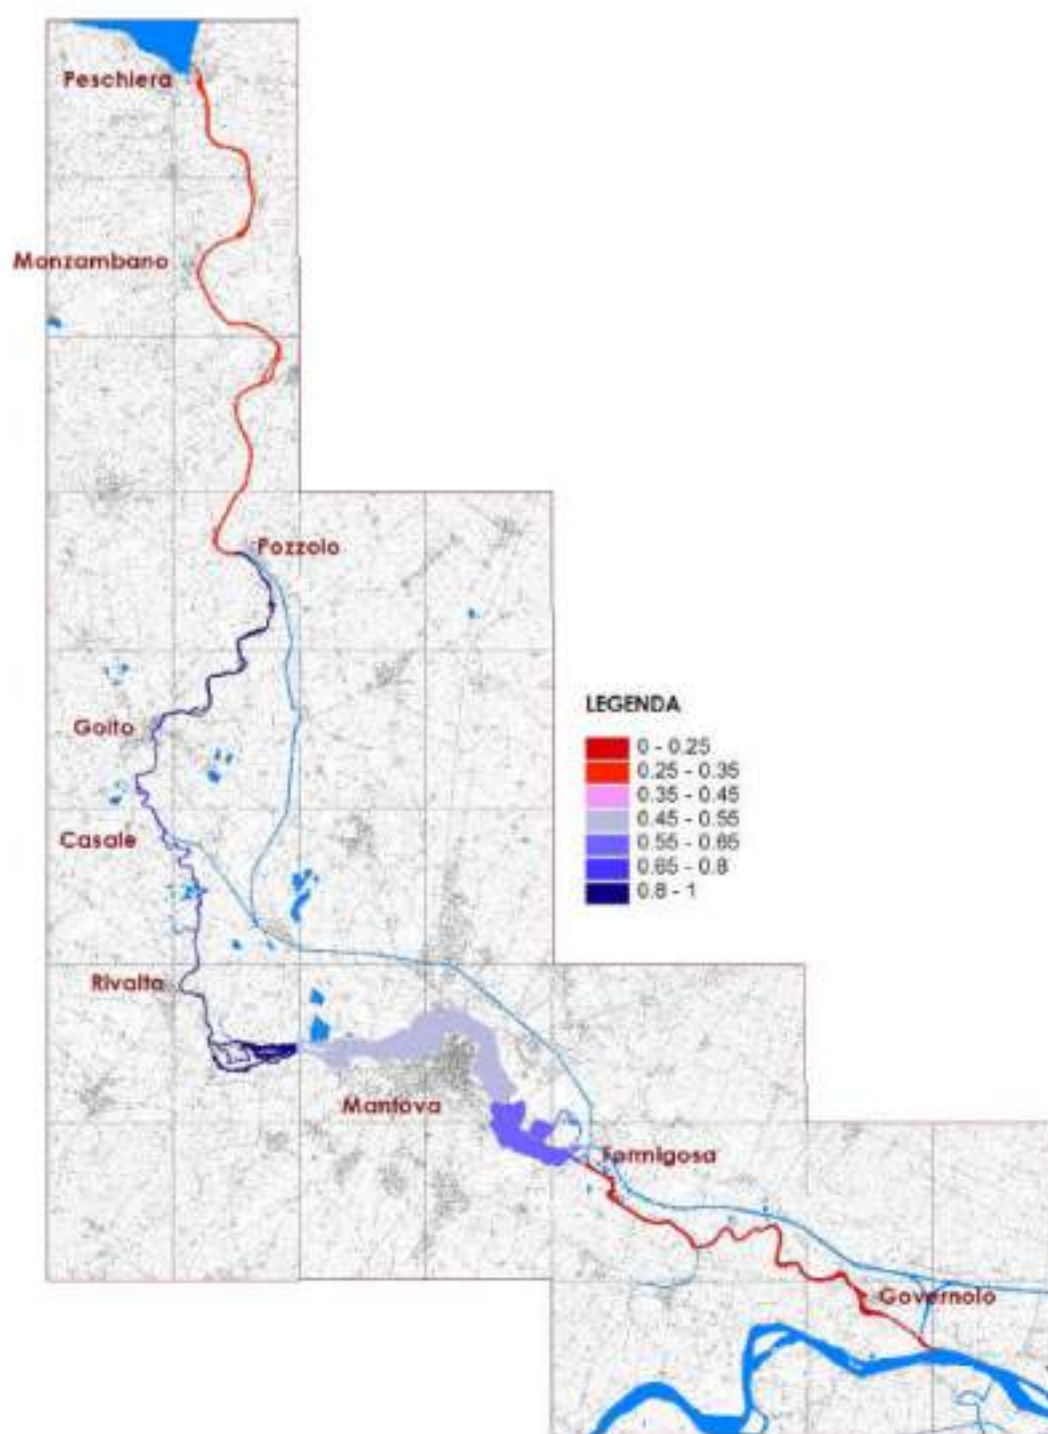 Peschiera
Monzambano
Pozzolo
Goito
LEGENDA
0 - 0.25
0.25 - 0.35
0.35 - 0.45
0.45 - 0.55
0.55 - 0.65
0.65 - 0.8
0.8 - 1
Casale
Rivalta
Mantova
Formigosa
Governolo